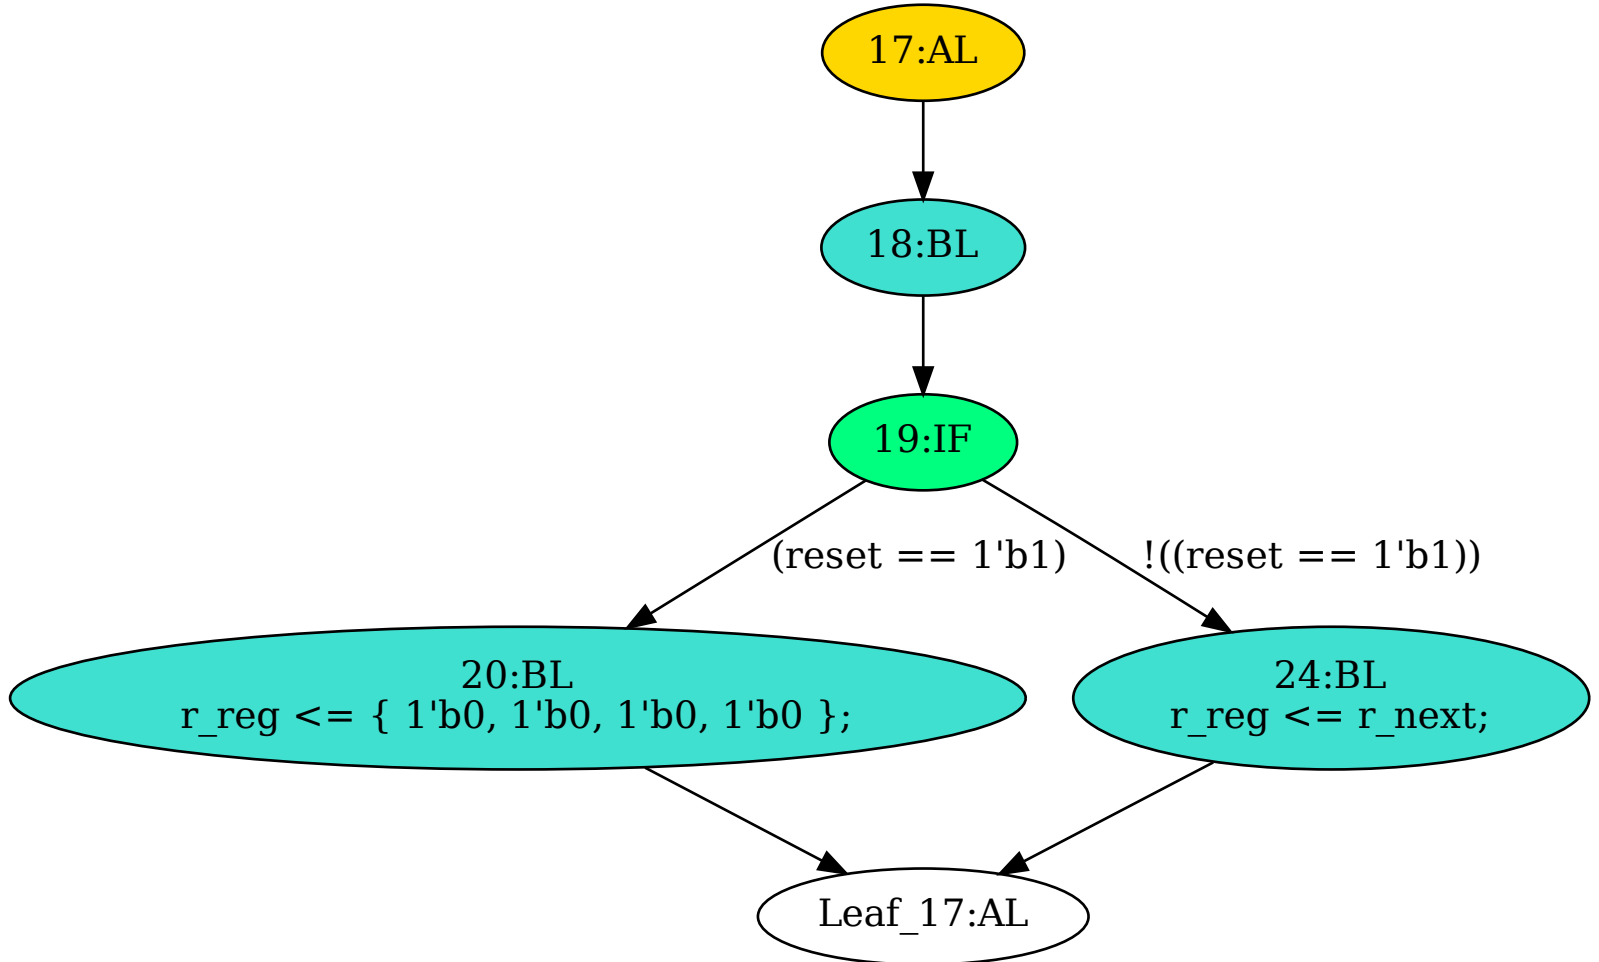 17:AL
18:BL
19:IF
(reset == 1'b1)
!((reset == 1'b1))
20:BL
r_reg <= { 1'b0, 1'b0, 1'b0, 1'b0 };
24:BL
r_reg <= r_next;
Leaf_17:AL